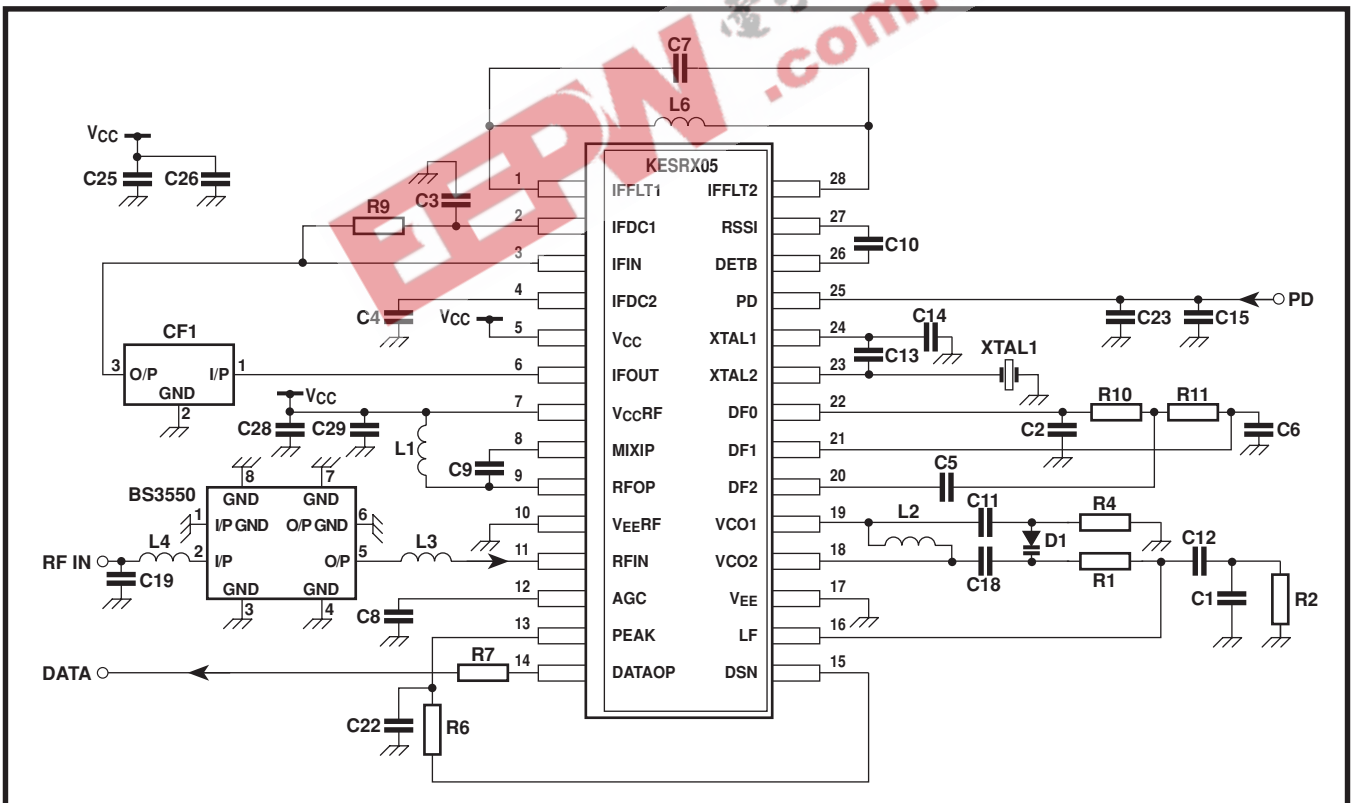 C7
L6
VCC
C25
C26
KESRX05
1
IFFLT1
IFFLT2
28
C3
R9
2
IFDC1
RSSI
27
C10
3
IFIN
DETB
26
4
IFDC2
PD
25
PD
C4
VCC
C23
C15
CF1
5
VCC
XTAL1
24
C14
XTAL1
C13
3
O/P
I/P
1
6
IFOUT
XTAL2
23
GND
2
VCC
7
VCCRF
DF0
22
R10
R11
C28
C29
L1
C2
C6
8
MIXIP
DF1
21
C9
9
RFOP
DF2
20
C5
8
7
BS3550
GND
GND
1
I/P GND
O/P GND
6
10
VEERF
VCO1
19
L2
C11
R4
D1
C12
RF IN
L4
2
I/P
O/P
5
L3
11
RFIN
VCO2
18
C18
R1
C19
GND
GND
3
4
12
AGC
VEE
17
C1
R2
C8
13
PEAK
LF
16
DATA
R7
14
DATAOP
DSN
15
C22
R6
EEPW
.com.